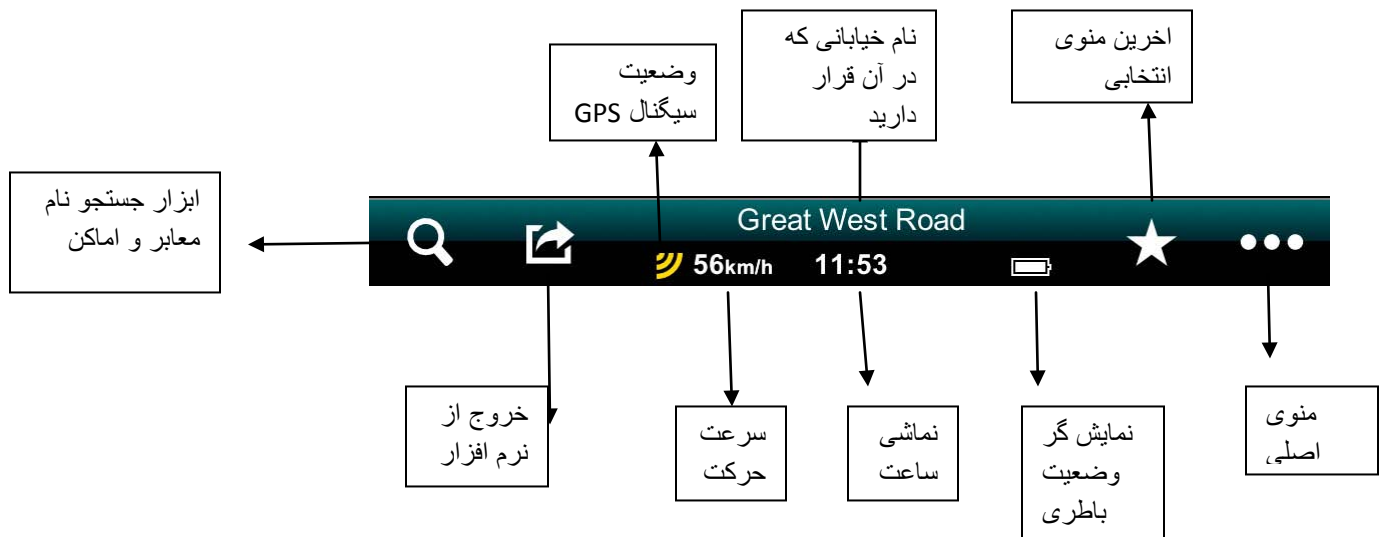 نام خیابانی که
در آن قرار
دارید
اخرین منوی
انتخابی
وضعیت
سیگنال GPS
ابزار جستجو نام
معابر و اماکن
Great West Road
56km/h 11:53
خروج از
نرم افزار
سرعت
حرکت
نماشی
ساعت
نمایش گر
وضعیت
باطری
منوی
اصلی